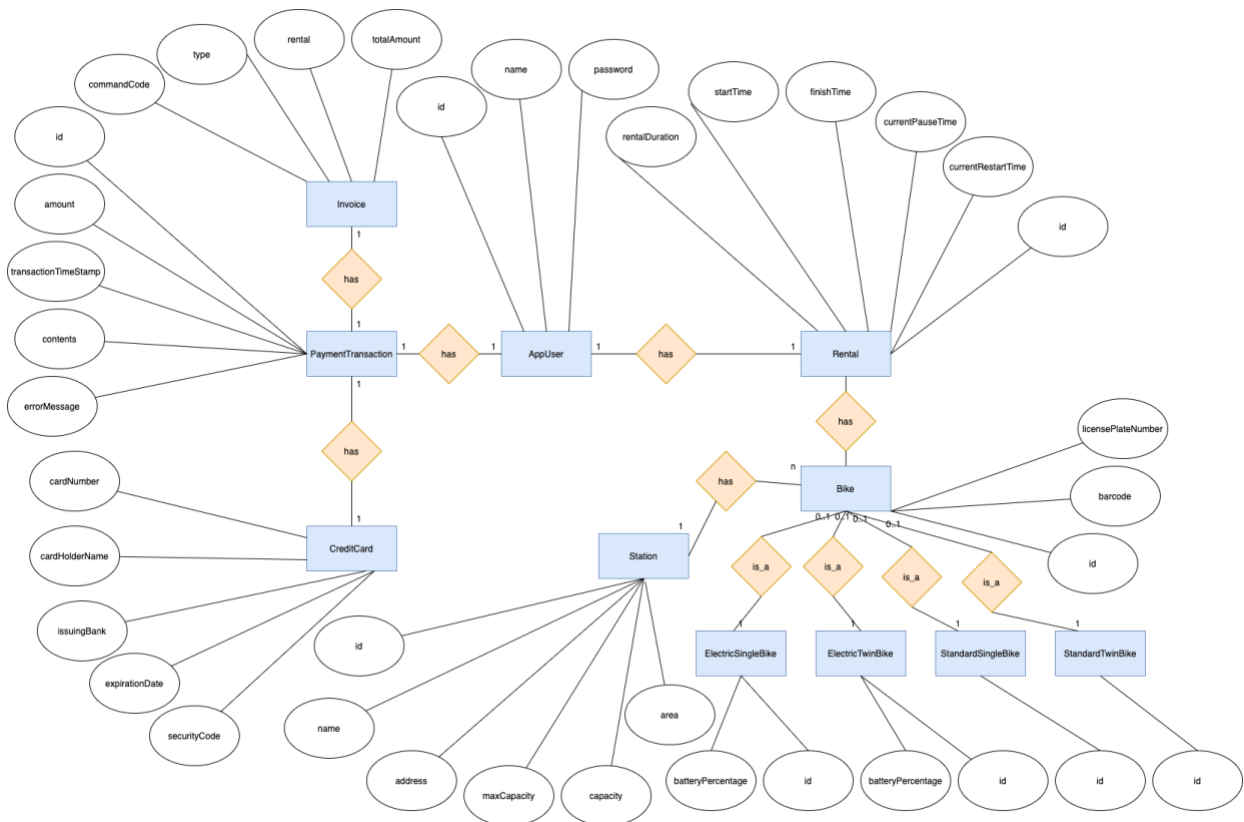 rental
totalAmount
type
commandCode
name
password
id
startTime
finishTime
rentalDuration
currentPauseTime
currentRestartTime
id
id
amount
transactionTimeStamp
contents
errorMessage
Invoice
1
has
1
PaymentTransaction
1
has
1
AppUser
1
has
1
Rental
1
has
has
licensePlateNumber
barcode
id
n
has
Bike
0..1
0..1
0..1
0..1
cardNumber
cardHolderName
issuingBank
expirationDate
securityCode
1
CreditCard
1
Station
is_a
is_a
is_a
is_a
1
1
1
1
ElectricSingleBike
ElectricTwinBike
StandardSingleBike
StandardTwinBike
id
name
address
maxCapacity
capacity
area
batteryPercentage
id
batteryPercentage
id
id
id